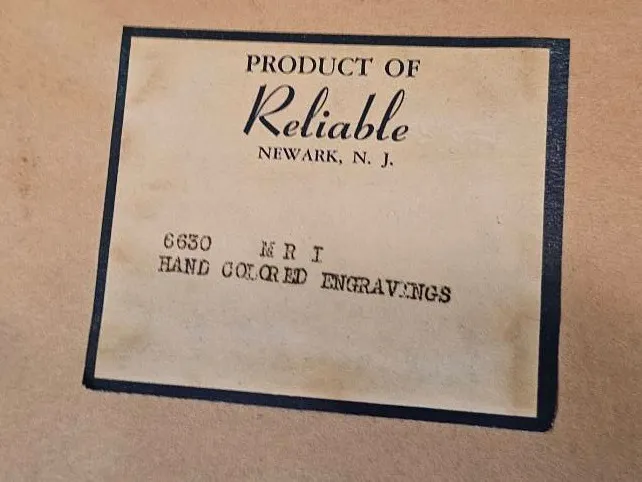 PRODUCT OF
Reliable
NEWARK, N. J.
6630 M R I
HAND COLORED ENGRAVINGS